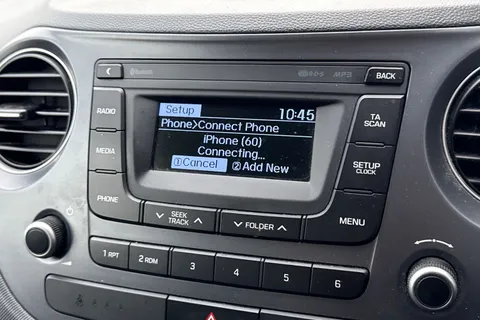 Bluetooth
MP3
BACK
RADIO
MEDIA
PHONE
Setup 10:45
Phone>Connect Phone
iPhone (60)
Connecting...
①Cancel ②Add New
TA
SCAN
SETUP
CLOCK
MENU
∨ SEEK ∧
TRACK
∨ FOLDER ∧
1 RPT
2 RDM
3
4
5
6